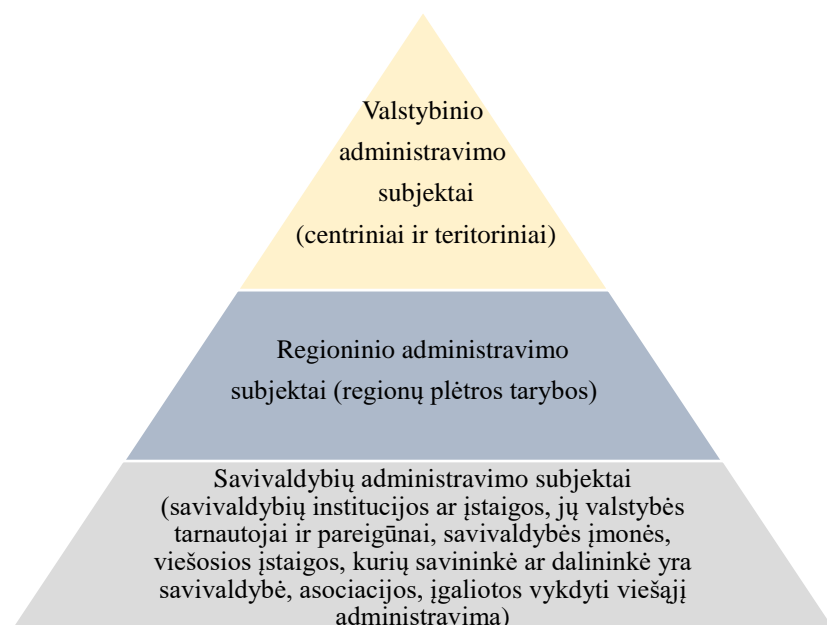 Valstybinio
administravimo
subjektai
(centriniai ir teritoriniai)
Regioninio administravimo
subjektai (regionų plėtros tarybos)
Savivaldybių administravimo subjektai
(savivaldybių institucijos ar įstaigos, jų valstybės
tarnautojai ir pareigūnai, savivaldybės įmonės,
viešosios įstaigos, kurių savininkė ar dalininkė yra
savivaldybė, asociacijos, įgaliotos vykdyti viešąjį
administravimą)